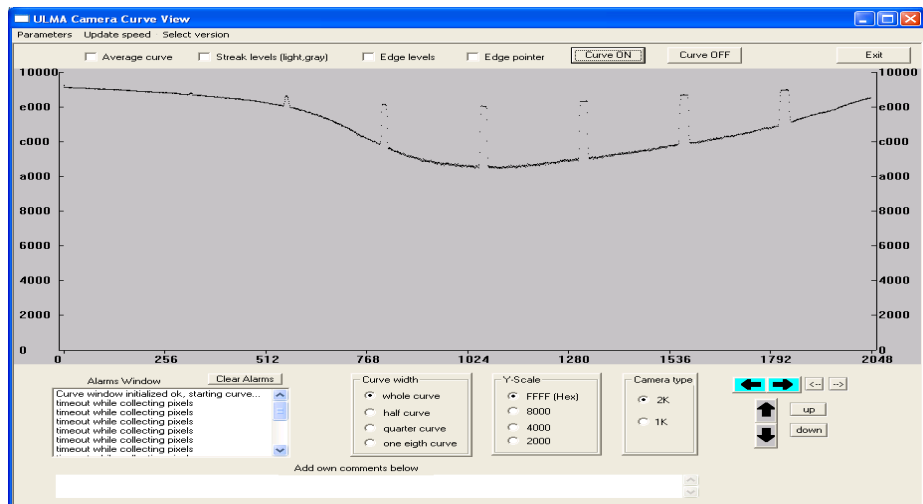 ULMA Camera Curve View
Parameters Update speed Select version
Average curve Streak levels (light,gray) Edge levels Edge pointer Curve ON Curve OFF Exit
10000 10000
e000 e000
c000 c000
a000 a000
8000 8000
6000 6000
4000 4000
2000 2000
0 0
0 256 512 768 1024 1280 1536 1792 2048
Alarms Window Clear Alarms
Curve window initialized ok, starting curve...
timeout while collecting pixels
timeout while collecting pixels
timeout while collecting pixels
timeout while collecting pixels
timeout while collecting pixels
timeout while collecting pixels
Curve width
whole curve
half curve
quarter curve
one eigth curve
Y-Scale
FFFF (Hex)
8000
4000
2000
Camera type
2K
1K
<-- -->
up
down
Add own comments below